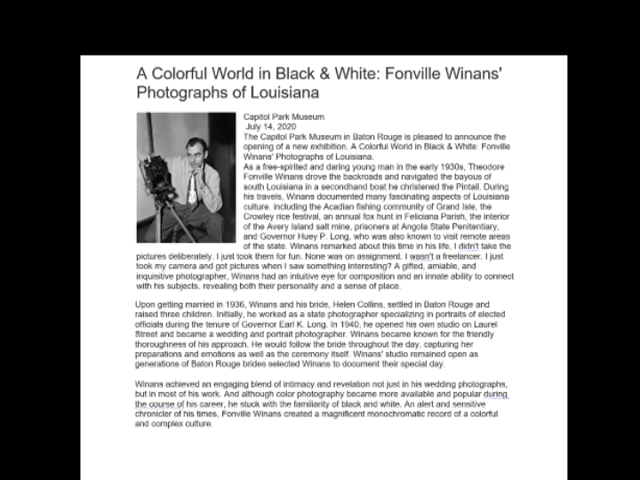 A Colorful World in Black & White: Fonville Winans'
Photographs of Louisiana
Capitol Park Museum
July 14, 2020
The Capitol Park Museum in Baton Rouge is pleased to announce the
opening of a new exhibition, A Colorful World in Black & White: Fonville
Winans' Photographs of Louisiana.
As a free-spirited and daring young man in the early 1930s, Theodore
Fonville Winans drove the backroads and navigated the bayous of
south Louisiana in a secondhand boat he christened the Pintail. During
his travels, Winans documented many fascinating aspects of Louisiana
culture. including the Acadian fishing community of Grand Isle, the
Crowley rice festival, an annual fox hunt in Feliciana Parish, the interior
of the Avery Island salt mine, prisoners at Angola State Penitentiary,
and Governor Huey P. Long, who was also known to visit remote areas
of the state. Winans remarked about this time in his life, I didn't take the
pictures deliberately. I just took them for fun. None was on assignment. I wasn't a freelancer. I just
took my camera and got pictures when I saw something interesting? A gifted, amiable, and
inquisitive photographer, Winans had an intuitive eye for composition and an innate ability to connect
with his subjects, revealing both their personality and a sense of place.
Upon getting married in 1936, Winans and his bride, Helen Collins, settled in Baton Rouge and
raised three children. Initially, he worked as a state photographer specializing in portraits of elected
officials during the tenure of Governor Earl K. Long. In 1940, he opened his own studio on Laurel
Street and became a wedding and portrait photographer. Winans became known for the friendly
thoroughness of his approach. He would follow the bride throughout the day, capturing her
preparations and emotions as well as the ceremony itself. Winans' studio remained open as
generations of Baton Rouge brides selected Winans to document their special day.
Winans achieved an engaging blend of intimacy and revelation not just in his wedding photographs,
but in most of his work. And although color photography became more available and popular during
the course of his career, he stuck with the familiarity of black and white. An alert and sensitive
chronicler of his times, Fonville Winans created a magnificent monochromatic record of a colorful
and complex culture.